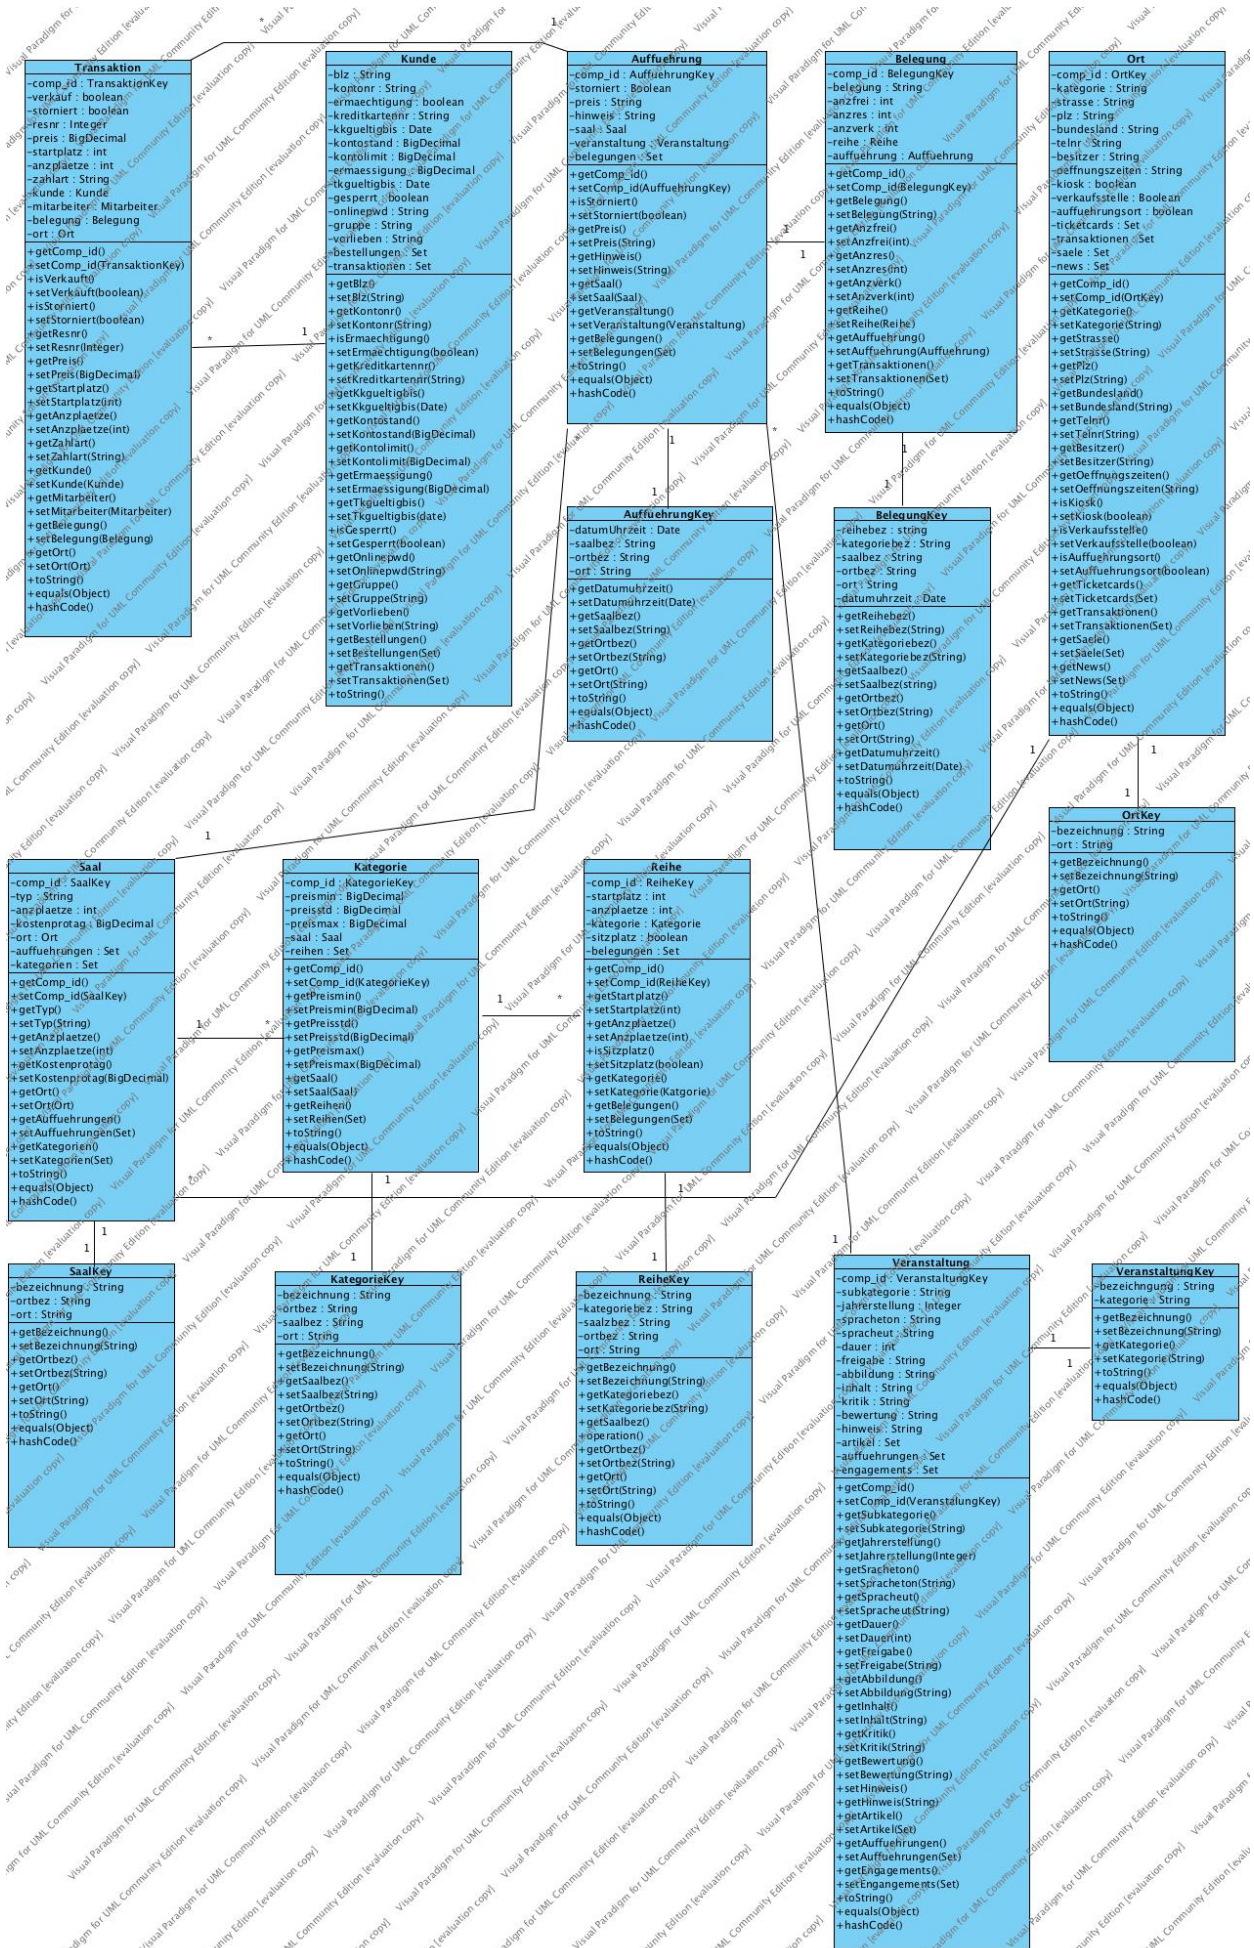 Transaktion
-comp_id : TransaktionKey
-verkauf : boolean
-storniert : boolean
-resnr : Integer
-preis : BigDecimal
-startplatz : int
-anzplaetze : int
-zahlart : String
-kunde : Kunde
-mitarbeiter : Mitarbeiter
-belegung : Belegung
-ort : Ort
+getComp_id()
+setComp_id(TransaktionKey)
+isVerkauft()
+setVerkauft(boolean)
+isStorniert()
+setStorniert(boolean)
+getResnr()
+setResnr(Integer)
+getPreis()
+setPreis(BigDecimal)
+getStartplatz()
+setStartplatz(int)
+getAnzplaetze()
+setAnzplaetze(int)
+getZahlart()
+setZahlart(String)
+getKunde()
+setKunde(Kunde)
+getMitarbeiter()
+setMitarbeiter(Mitarbeiter)
+getBelegung()
+setBelegung(Belegung)
+getOrt()
+setOrt(Ort)
+toString()
+equals(Object)
+hashCode()
Kunde
-blz : String
-kontonr : String
-ermaechtigung : boolean
-kreditkartennr : String
-kkgueltigbis : Date
-kontostand : BigDecimal
-kontolimit : BigDecimal
-ermaessigung : BigDecimal
-tkgueltigbis : Date
-gesperrt : boolean
-onlinepwd : String
-gruppe : String
-vorlieben : String
-bestellungen : Set
-transaktionen : Set
+getBlz()
+setBlz(String)
+getKontonr()
+setKontonr(String)
+isErmaechtigung()
+setErmaechtigung(boolean)
+getKreditkartennr()
+setKreditkartennr(String)
+getKkgueltigbis()
+setKkgueltigbis(Date)
+getKontostand()
+setKontostand(BigDecimal)
+getKontolimit()
+setKontolimit(BigDecimal)
+getErmaessigung()
+setErmaessigung(BigDecimal)
+getTkgueltigbis()
+setTkgueltigbis(date)
+isGesperrt()
+setGesperrt(boolean)
+getOnlinepwd()
+setOnlinepwd(String)
+getGruppe()
+setGruppe(String)
+getVorlieben()
+setVorlieben(String)
+getBestellungen()
+setBestellungen(Set)
+getTransaktionen()
+setTransaktionen(Set)
+toString()
Auffuehrung
-comp_id : AuffuehrungKey
-storniert : Boolean
-preis : String
-hinweis : String
-saal : Saal
-veranstaltung : Veranstaltung
-belegungen : Set
+getComp_id()
+setComp_id(AuffuehrungKey)
+isStorniert()
+setStorniert(boolean)
+getPreis()
+setPreis(String)
+getHinweis()
+setHinweis(String)
+getSaal()
+setSaal(Saal)
+getVeranstaltung()
+setVeranstaltung(Veranstaltung)
+getBelegungen()
+setBelegungen(Set)
+toString()
+equals(Object)
+hashCode()
Belegung
-comp_id : BelegungKey
-belegung : String
-anzfrei : int
-anzres : int
-anzverk : int
-reihe : Reihe
-auffuehrung : Auffuehrung
+getComp_id()
+setComp_id(BelegungKey)
+getBelegung()
+setBelegung(String)
+getAnzfrei()
+setAnzfrei(int)
+getAnzres()
+setAnzres(int)
+getAnzverk()
+setAnzverk(int)
+getReihe()
+setReihe(Reihe)
+getAuffuehrung()
+setAuffuehrung(Auffuehrung)
+getTransaktionen()
+setTransaktionen(Set)
+toString()
+equals(Object)
+hashCode()
Ort
-comp_id : OrtKey
-kategorie : String
-strasse : String
-plz : String
-bundesland : String
-telnr : String
-besitzer : String
-oeffnungszeiten : String
-kiosk : boolean
-verkaufsstelle : boolean
-auffuehrungsort : boolean
-ticketcards : Set
-transaktionen : Set
-saele : Set
-news : Set
+getComp_id()
+setComp_id(OrtKey)
+getKategorie()
+setKategorie(String)
+getStrasse()
+setStrasse(String)
+getPlz()
+setPlz(String)
+getBundesland()
+setBundesland(String)
+getTelnr()
+setTelnr(String)
+getBesitzer()
+setBesitzer(String)
+getOeffnungszeiten()
+setOeffnungszeiten(String)
+isKiosk()
+setKiosk(boolean)
+isVerkaufsstelle()
+setVerkaufsstelle(boolean)
+isAuffuehrungsort()
+setAuffuehrungsort(boolean)
+getTicketcards()
+setTicketcards(Set)
+getTransaktionen()
+setTransaktionen(Set)
+getSaele()
+setSaele(Set)
+getNews()
+setNews(Set)
+toString()
+equals(Object)
+hashCode()
AuffuehrungKey
-datumUhrzeit : Date
-saalbez : String
-ortbez : String
-ort : String
+getDatumuhrzeit()
+setDatumuhrzeit(Date)
+getSaalbez()
+setSaalbez(String)
+getOrtbez()
+setOrtbez(String)
+getOrt()
+setOrt(String)
+toString()
+equals(Object)
+hashCode()
BelegungKey
-reihebez : string
-kategoriebez : String
-saalbez : String
-ortbez : String
-ort : String
-datumuhrzeit : Date
+getReihebez()
+setReihebez(String)
+getKategoriebez()
+setKategoriebez(String)
+getSaalbez()
+setSaalbez(string)
+getOrtbez()
+setOrtbez(String)
+getOrt()
+setOrt(String)
+getDatumuhrzeit()
+setDatumuhrzeit(Date)
+toString()
+equals(Object)
+hashCode()
OrtKey
-bezeichnung : String
-ort : String
+getBezeichnung()
+setBezeichnung(String)
+getOrt()
+setOrt(String)
+toString()
+equals(Object)
+hashCode()
Saal
-comp_id : SaalKey
-typ : String
-anzplaetze : int
-kostenprotag : BigDecimal
-ort : Ort
-auffuehrungen : Set
-kategorien : Set
+getComp_id()
+setComp_id(SaalKey)
+getTyp()
+setTyp(String)
+getAnzplaetze()
+setAnzplaetze(int)
+getKostenprotag()
+setKostenprotag(BigDecimal)
+getOrt()
+setOrt(Ort)
+getAuffuehrungen()
+setAuffuehrungen(Set)
+getKategorien()
+setKategorien(Set)
+toString()
+equals(Object)
+hashCode()
Kategorie
-comp_id : KategorieKey
-preismin : BigDecimal
-preisstd : BigDecimal
-preismax : BigDecimal
-saal : Saal
-reihen : Set
+getComp_id()
+setComp_id(KategorieKey)
+getPreismin()
+setPreismin(BigDecimal)
+getPreisstd()
+setPreisstd(BigDecimal)
+getPreismax()
+setPreismax(BigDecimal)
+getSaal()
+setSaal(Saal)
+getReihen()
+setReihen(Set)
+toString()
+equals(Object)
+hashCode()
Reihe
-comp_id : ReiheKey
-startplatz : int
-anzplaetze : int
-kategorie : Kategorie
-sitzplatz : boolean
-belegungen : Set
+getComp_id()
+setComp_id(ReiheKey)
+getStartplatz()
+setStartplatz(int)
+getAnzplaetze()
+setAnzplaetze(int)
+isSitzplatz()
+setSitzplatz(boolean)
+getKategorie()
+setKategorie(Katgorie)
+getBelegungen()
+setBelegungen(Set)
+toString()
+equals(Object)
+hashCode()
SaalKey
-bezeichnung : String
-ortbez : String
-ort : String
+getBezeichnung()
+setBezeichnung(String)
+getOrtbez()
+setOrtbez(String)
+getOrt()
+setOrt(String)
+toString()
+equals(Object)
+hashCode()
KategorieKey
-bezeichnung : String
-ortbez : String
-saalbez : String
-ort : String
+getBezeichnung()
+setBezeichnung(String)
+getSaalbez()
+setSaalbez(String)
+getOrtbez()
+setOrtbez(String)
+getOrt()
+setOrt(String)
+toString()
+equals(Object)
+hashCode()
ReiheKey
-bezeichnung : String
-kategoriebez : String
-saalzbez : String
-ortbez : String
-ort : String
+getBezeichnung()
+setBezeichnung(String)
+getKategoriebez()
+setKategoriebez(String)
+getSaalbez()
+operation()
+getOrtbez()
+setOrtbez(String)
+getOrt()
+setOrt(String)
+toString()
+equals(Object)
+hashCode()
Veranstaltung
-comp_id : VeranstaltungKey
-subkategorie : String
-jahrerstellung : Integer
-spracheton : String
-spracheut : String
-dauer : int
-freigabe : String
-abbildung : String
-inhalt : String
-kritik : String
-bewertung : String
-hinweis : String
-artikel : Set
-auffuehrungen : Set
-engagements : Set
+getComp_id()
+setComp_id(VeranstalungKey)
+getSubkategorie()
+setSubkategorie(String)
+getJahrerstellung()
+setJahrerstellung(Integer)
+getSracheton()
+setSpracheton(String)
+getSpracheut()
+setSpracheut(String)
+getDauer()
+setDauer(int)
+getFreigabe()
+setFreigabe(String)
+getAbbildung()
+setAbbildung(String)
+getInhalt()
+setInhalt(String)
+getKritik()
+setKritik(String)
+getBewertung()
+setBewertung(String)
+setHinweis()
+getHinweis(String)
+getArtikel()
+setArtikel(Set)
+getAuffuehrungen()
+setAuffuehrungen(Set)
+getEngagements()
+setEngangements(Set)
+toString()
+equals(Object)
+hashCode()
VeranstaltungKey
-bezeichgnung : String
-kategorie : String
+getBezeichnung()
+setBezeichnung(String)
+getKategorie()
+setKategorie(String)
+toString()
+equals(Object)
+hashCode()
Visual Paradigm for UML Community Edition [evaluation copy]